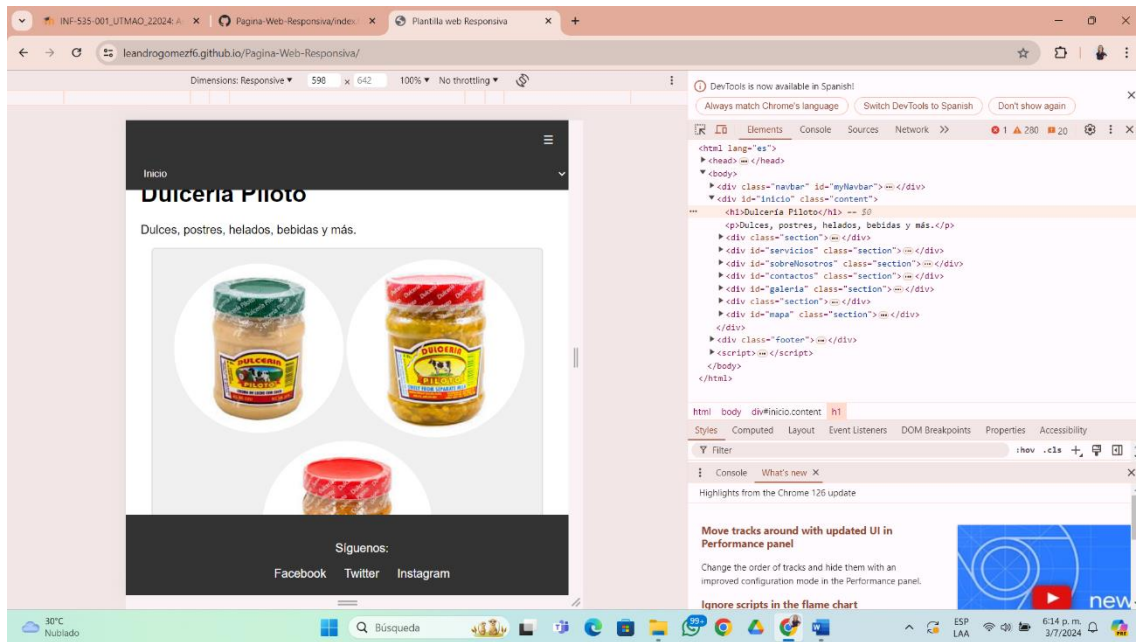 INF-535-001_UTMAO_22024: A
Pagina-Web-Responsiva/index.
Plantilla web Responsiva
leandrogomezf6.github.io/Pagina-Web-Responsiva/
Dimensions: Responsive 598 x 642 100% No throttling
DevTools is now available in Spanish!
Always match Chrome's language Switch DevTools to Spanish Don't show again
Elements Console Sources Network 1 280 20
<html lang="es">
<head> </head>
<body>
<div class="navbar" id="myNavbar"> </div>
<div id="inicio" class="content">
<h1>Dulcería Piloto</h1> == $0
<p>Dulces, postres, helados, bebidas y más.</p>
<div class="section"> </div>
<div id="servicios" class="section"> </div>
<div id="sobreNosotros" class="section"> </div>
<div id="contactos" class="section"> </div>
<div id="galeria" class="section"> </div>
<div class="section"> </div>
<div id="mapa" class="section"> </div>
</div>
<div class="footer"> </div>
<script> </script>
</body>
</html>
html body div#inicio.content h1
Styles Computed Layout Event Listeners DOM Breakpoints Properties Accessibility
Filter :hov .cls
Console What's new
Highlights from the Chrome 126 update
Move tracks around with updated UI in
Performance panel
Change the order of tracks and hide them with an
improved configuration mode in the Performance panel.
Ignore scripts in the flame chart
new
Inicio
Dulcería Piloto
Dulces, postres, helados, bebidas y más.
DULCERIA
PILOTO
DULCERIA
PILOTO
Síguenos:
Facebook Twitter Instagram
30°C
Nublado
Búsqueda
99+
ESP
LAA
6:14 p. m.
3/7/2024